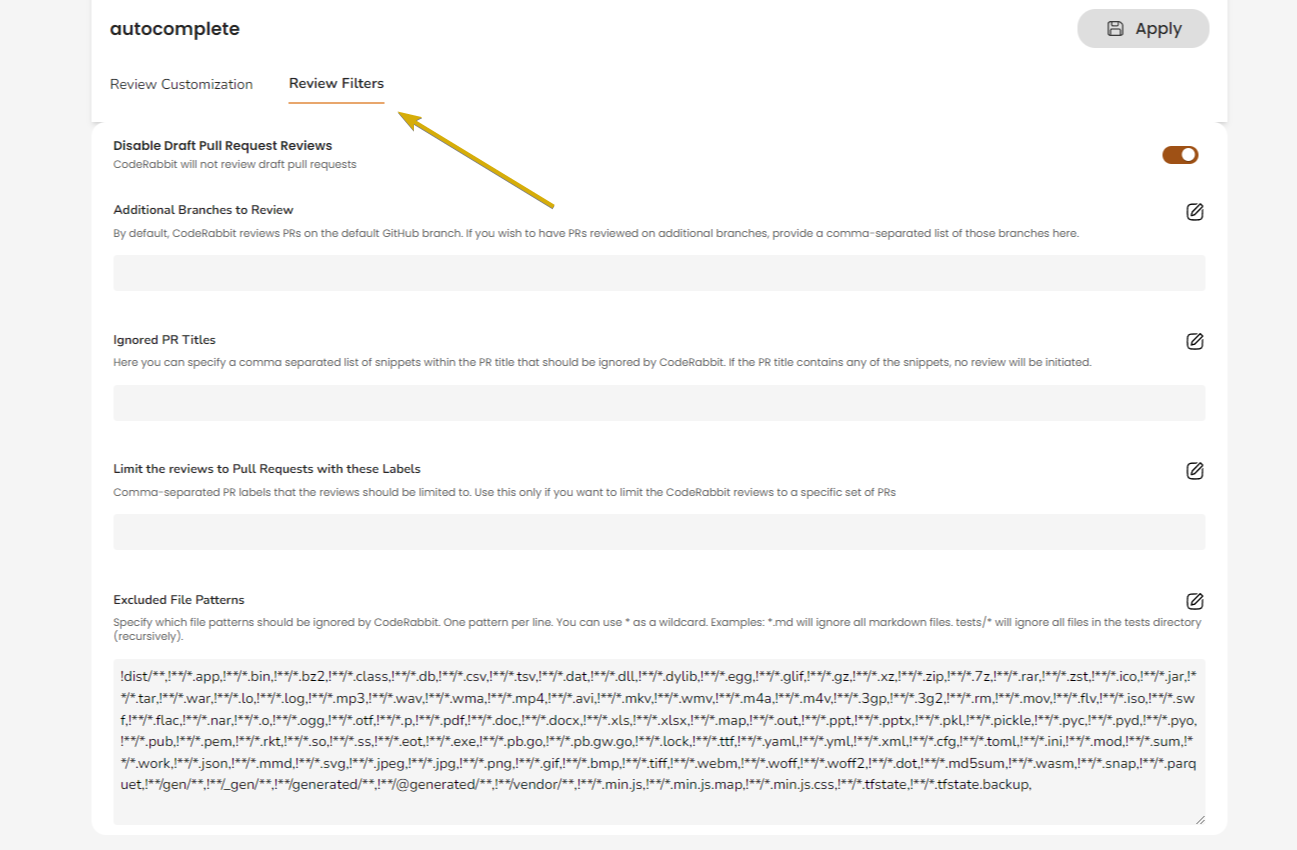 autocomplete
Apply
Review Customization
Review Filters
Disable Draft Pull Request Reviews
CodeRabbit will not review draft pull requests
Additional Branches to Review
By default, CodeRabbit reviews PRs on the default GitHub branch. If you wish to have PRs reviewed on additional branches, provide a comma-separated list of those branches here.
Ignored PR Titles
Here you can specify a comma separated list of snippets within the PR title that should be ignored by CodeRabbit. If the PR title contains any of the snippets, no review will be initiated.
Limit the reviews to Pull Requests with these Labels
Comma-separated PR labels that the reviews should be limited to. Use this only if you want to limit the CodeRabbit reviews to a specific set of PRs
Excluded File Patterns
Specify which file patterns should be ignored by CodeRabbit. One pattern per line. You can use * as a wildcard. Examples: *.md will ignore all markdown files. tests/* will ignore all files in the tests directory
(recursively).
!dist/**,!**/*.app,!**/*.bin,!**/*.bz2,!**/*.class,!**/*.db,!**/*.csv,!**/*.tsv,!**/*.dat,!**/*.dll,!**/*.dylib,!**/*.egg,!**/*.glif,!**/*.gz,!**/*.xz,!**/*.zip,!**/*.7z,!**/*.rar,!**/*.zst,!**/*.ico,!**/*.jar,!*
*/*.tar,!**/*.war,!**/*.lo,!**/*.log,!**/*.mp3,!**/*.wav,!**/*.wma,!**/*.mp4,!**/*.avi,!**/*.mkv,!**/*.wmv,!**/*.m4a,!**/*.m4v,!**/*.3gp,!**/*.3g2,!**/*.rm,!**/*.mov,!**/*.flv,!**/*.iso,!**/*.sw
f,!**/*.flac,!**/*.nar,!**/*.o,!**/*.ogg,!**/*.otf,!**/*.p,!**/*.pdf,!**/*.doc,!**/*.docx,!**/*.xls,!**/*.xlsx,!**/*.map,!**/*.out,!**/*.ppt,!**/*.pptx,!**/*.pkl,!**/*.pickle,!**/*.pyc,!**/*.pyd,!**/*.pyo,
!**/*.pub,!**/*.pem,!**/*.rkt,!**/*.so,!**/*.ss,!**/*.eot,!**/*.exe,!**/*.pb.go,!**/*.pb.gw.go,!**/*.lock,!**/*.ttf,!**/*.yaml,!**/*.yml,!**/*.xml,!**/*.cfg,!**/*.toml,!**/*.ini,!**/*.mod,!**/*.sum,!*
*/*.work,!**/*.json,!**/*.mmd,!**/*.svg,!**/*.jpeg,!**/*.jpg,!**/*.png,!**/*.gif,!**/*.bmp,!**/*.tiff,!**/*.webm,!**/*.woff,!**/*.woff2,!**/*.dot,!**/*.md5sum,!**/*.wasm,!**/*.snap,!**/*.parq
uet,!**/gen/**,!**/_gen/**,!**/generated/**,!**/@generated/**,!**/vendor/**,!**/*.min.js,!**/*.min.js.map,!**/*.min.js.css,!**/*.tfstate,!**/*.tfstate.backup,